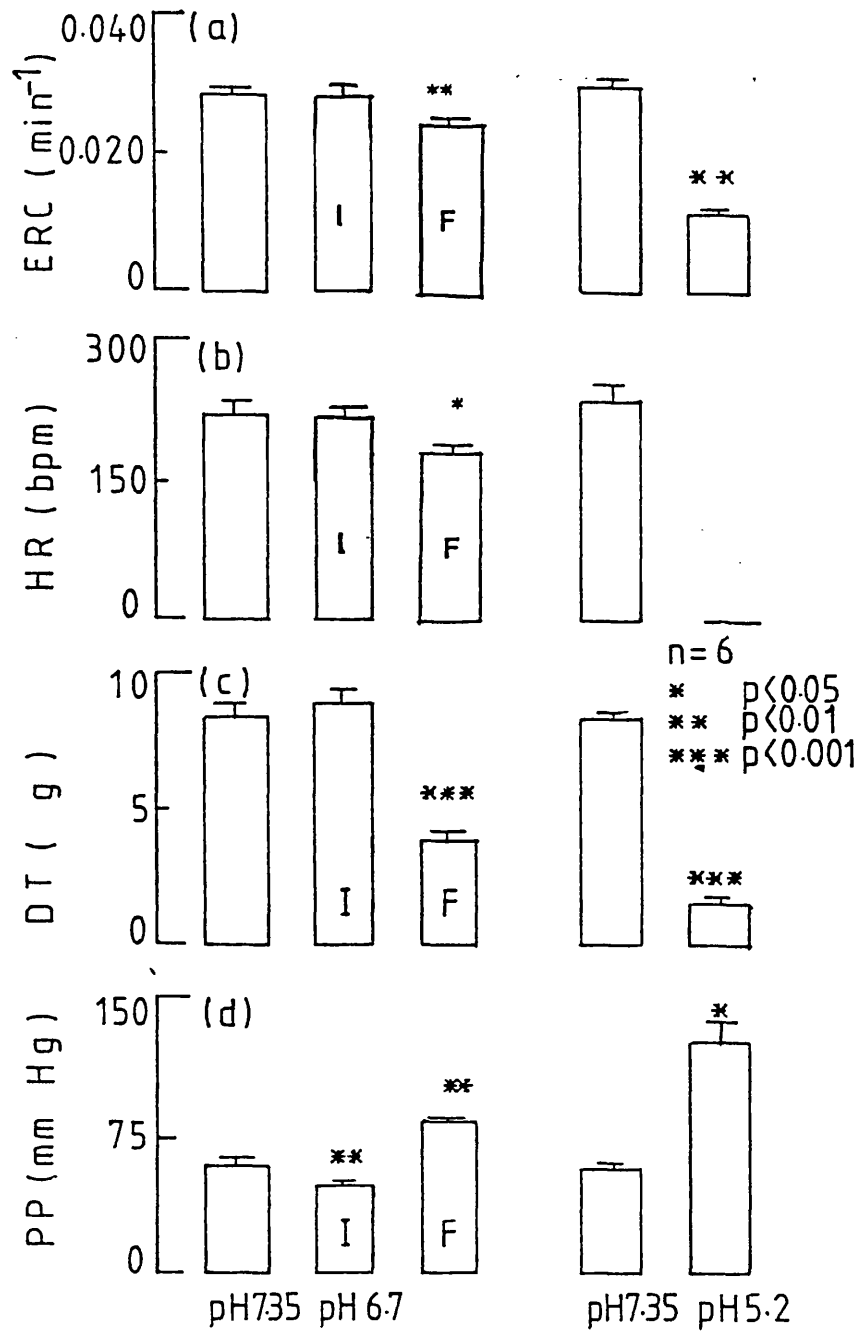 0.040 (a)
**
0.020
**
0
I F
ERC (min⁻¹)
300 (b)
*
150
0
I F
HR (bpm)
n=6
* p<0.05
** p<0.01
*** p<0.001
10 (c)
5
***
***
0
I F
DT ( g)
150 (d)
*
**
75
**
0
I F
PP (mm Hg)
pH7.35 pH 6.7 pH7.35 pH5.2